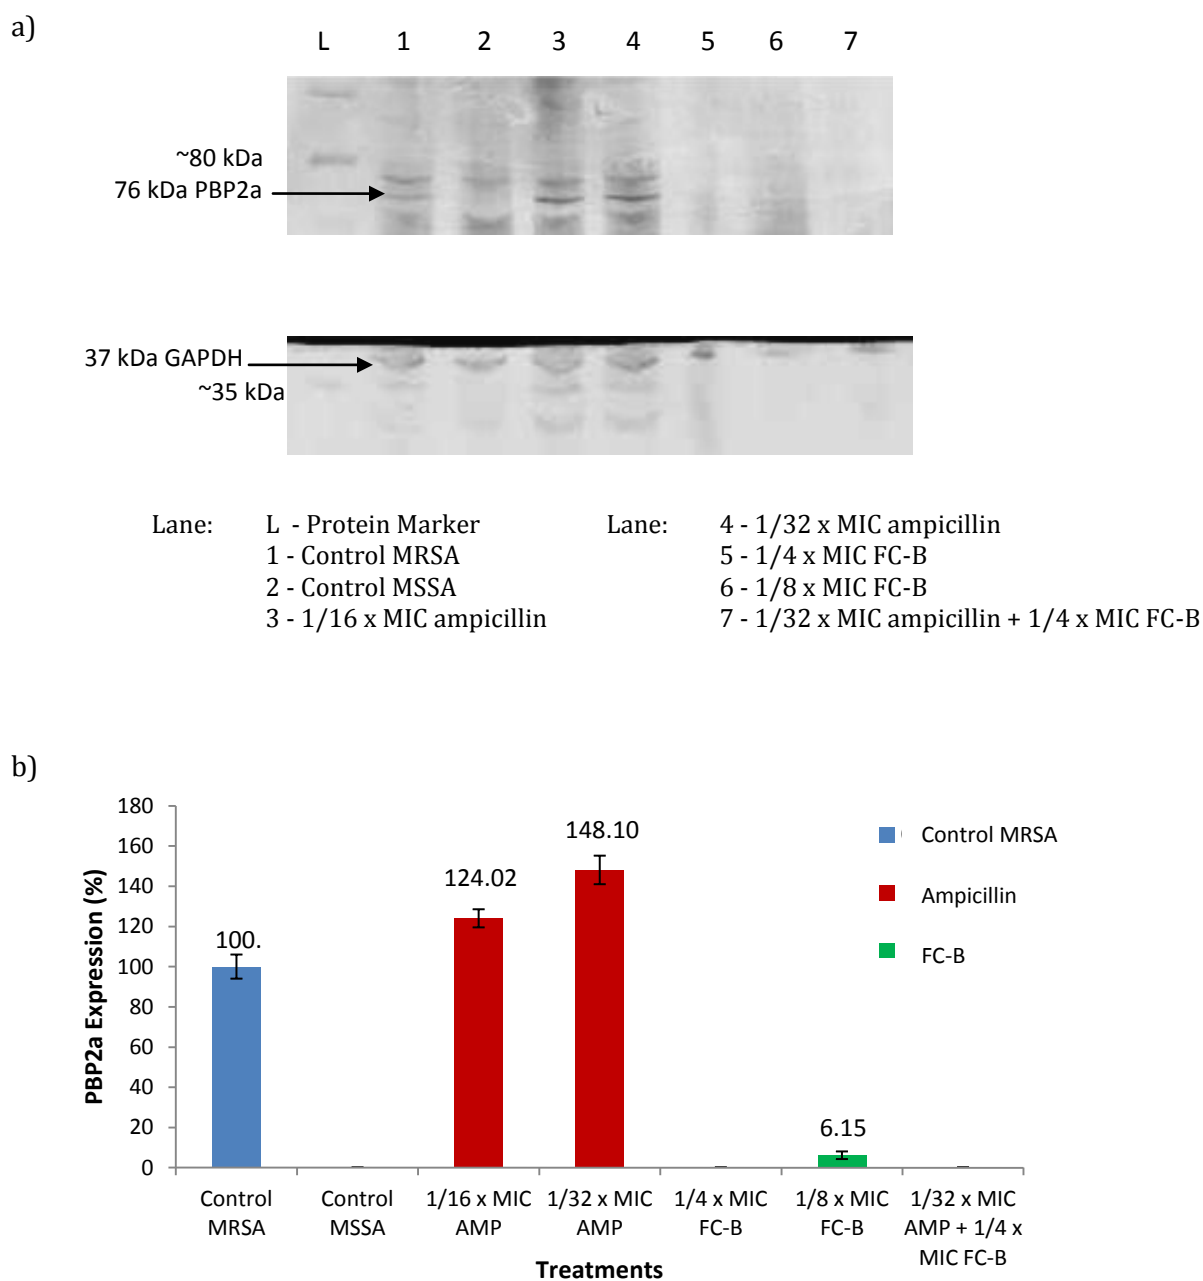 a)
L 1 2 3 4 5 6 7
~80 kDa
76 kDa PBP2a
37 kDa GAPDH
~35 kDa
Lane: L - Protein Marker
1 - Control MRSA
2 - Control MSSA
3 - 1/16 x MIC ampicillin
Lane: 4 - 1/32 x MIC ampicillin
5 - 1/4 x MIC FC-B
6 - 1/8 x MIC FC-B
7 - 1/32 x MIC ampicillin + 1/4 x MIC FC-B
b)
PBP2a Expression (%)
180
160
140
120
100
80
60
40
20
0
100.
124.02
148.10
6.15
Control MRSA
Ampicillin
FC-B
Control
MRSA
Control
MSSA
1/16 x MIC
AMP
1/32 x MIC
AMP
1/4 x MIC
FC-B
1/8 x MIC
FC-B
1/32 x MIC
AMP + 1/4 x
MIC FC-B
Treatments